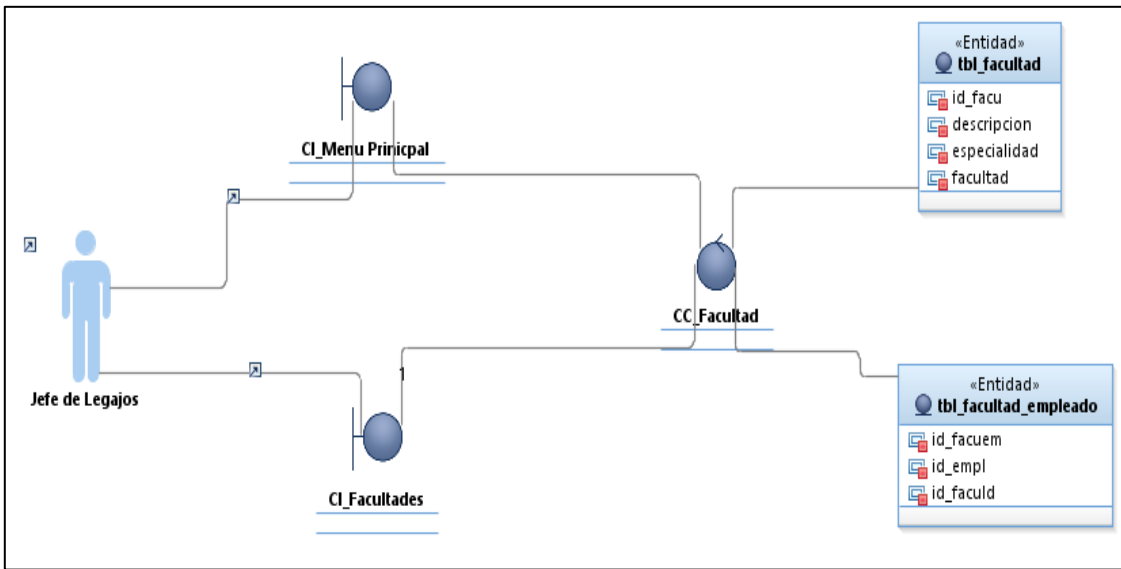 CI_Menu Prinicpal
Jefe de Legajos
1
CI_Facultades
CC_Facultad
«Entidad»
tbl_facultad
id_facu
descripcion
especialidad
facultad
«Entidad»
tbl_facultad_empleado
id_facuem
id_empl
id_faculd